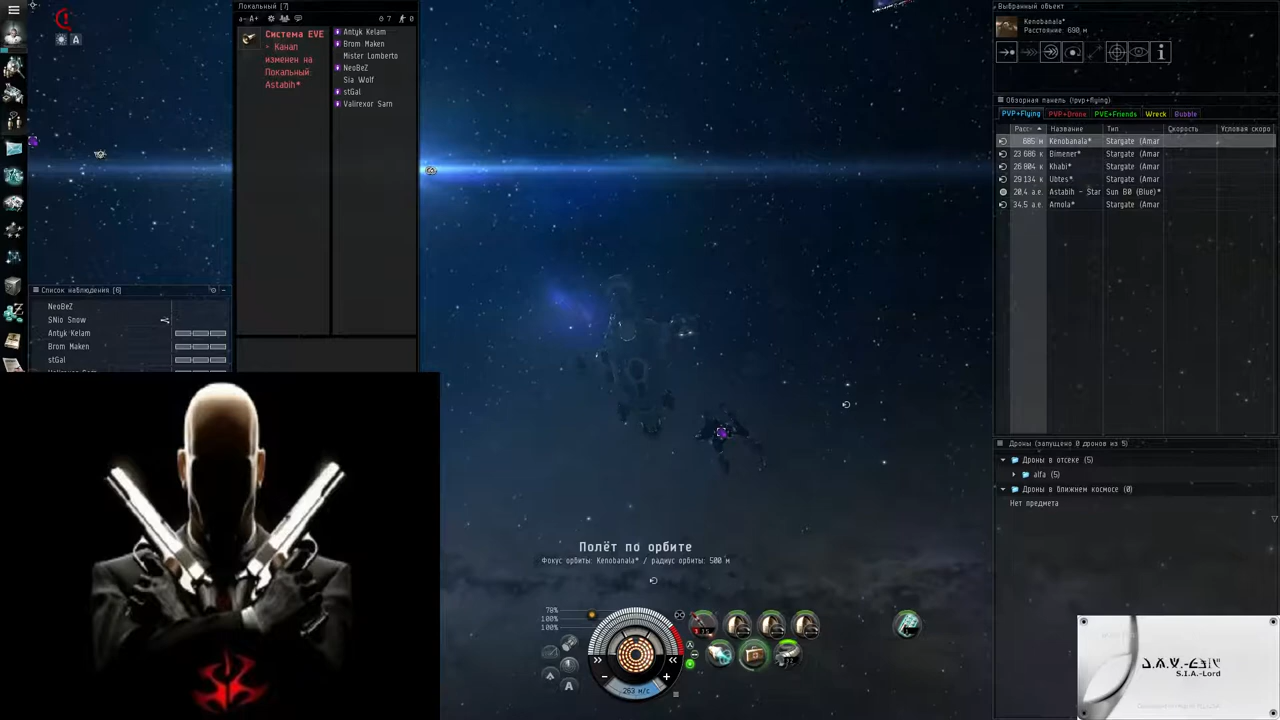 Локальный [7]
Система EVE
> Канал
изменен на
Локальный:
Astabih*
Antyk Kelam
Brom Maken
Mister Lomberto
NeoBeZ
Sia Wolf
stGal
Valirexor Sarn
Список наблюдения [6]
NeoBeZ
SNio Snow
Antyk Kelam
Brom Maken
stGal
Выбранный объект
Kenobanala*
Расстояние: 690 м
Обзорная панель (!pvp+flying)
PVP+Flying PVP+Drone PVE+Friends Wreck Bubble
Расс Название Тип Скорость Условая скоро
685 м Kenobanala* Stargate (Amar
23 686 к Bimener* Stargate (Amar
26 804 к Khabi* Stargate (Amar
29 134 к Ubtes* Stargate (Amar
20.4 а.е. Astabih - Star Sun B0 (Blue)*
34.5 а.е. Arnola* Stargate (Amar
Дроны (запущено 0 дронов из 5)
Дроны в отсеке (5)
alfa (5)
Дроны в ближнем космосе (0)
Нет предмета
Полёт по орбите
Фокус орбиты: Kenobanala* / радиус орбиты: 500 м
78%
100%
100%
263 м/с
S.I.A.-Lord